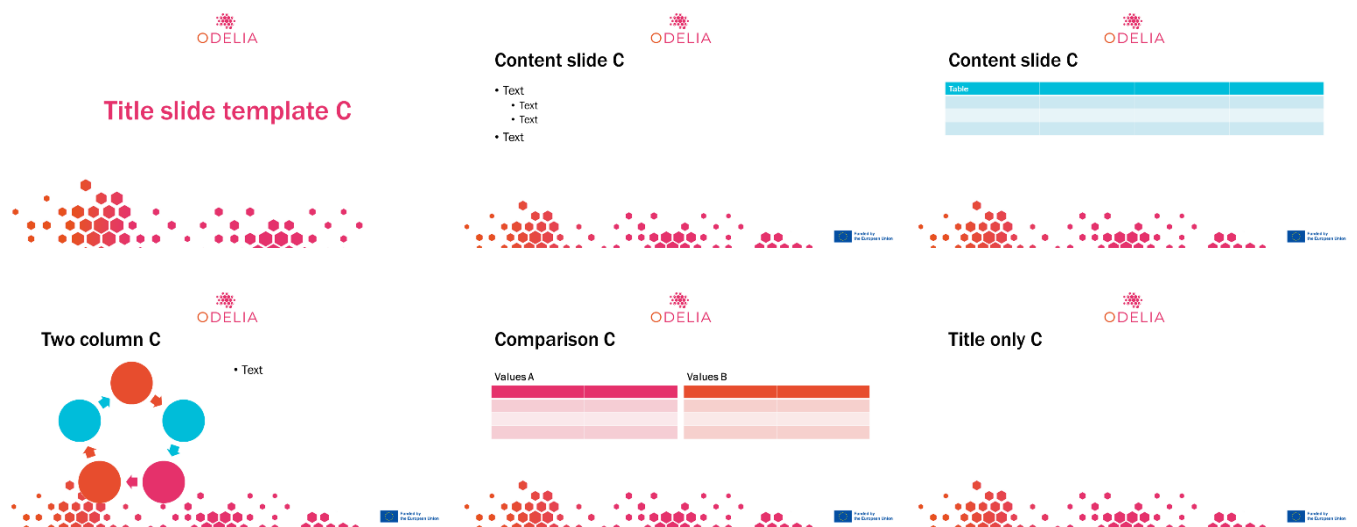 ODELIA
Title slide template C
ODELIA
Content slide C
• Text
• Text
• Text
• Text
Funded by
the European Union
ODELIA
Content slide C
Table
Funded by
the European Union
ODELIA
Two column C
• Text
Funded by
the European Union
ODELIA
Comparison C
Values A
Values B
Funded by
the European Union
ODELIA
Title only C
Funded by
the European Union